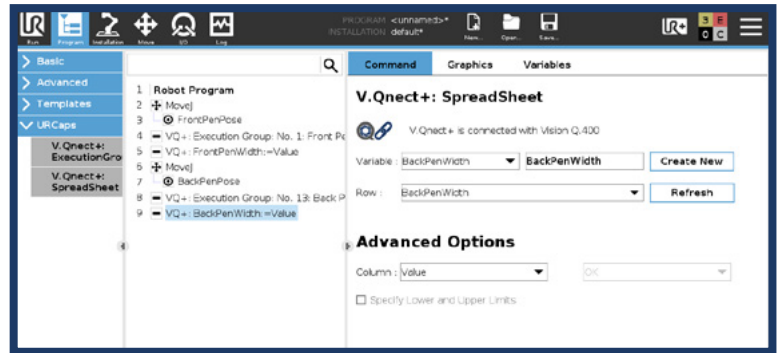 UR
PROGRAM <unnamed>*
INSTALLATION default*
Run Program Installation Move I/O Log New... Open... Save...
UR+
3 E
O C
Basic
Advanced
Templates
URCaps
V.Qnect+:
ExecutionGro
V.Qnect+:
SpreadSheet
1 Robot Program
2 MoveJ
3 FrontPenPose
4 VQ+: Execution Group: No. 1: Front Pe
5 VQ+: FrontPenWidth:=Value
6 MoveJ
7 BackPenPose
8 VQ+: Execution Group: No. 13: Back P
9 VQ+: BackPenWidth:=Value
Command Graphics Variables
V.Qnect+: SpreadSheet
V.Qnect+ is connected with Vision Q.400
Variable : BackPenWidth BackPenWidth Create New
Row : BackPenWidth Refresh
Advanced Options
Column : Value OK
Specify Lower and Upper Limits